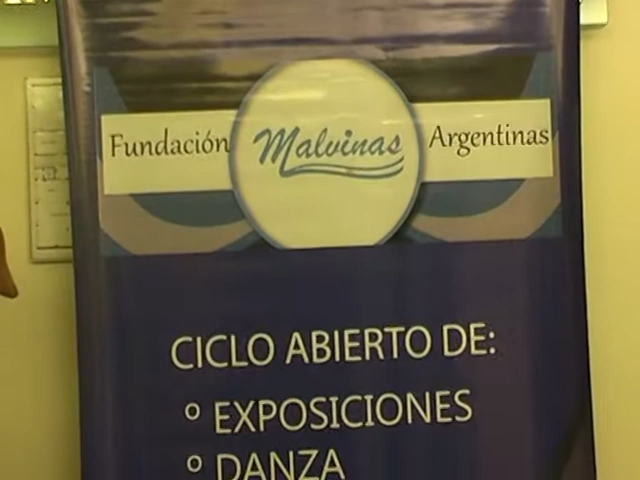 Fundación Malvinas Argentinas
CICLO ABIERTO DE:
º EXPOSICIONES
º DANZA